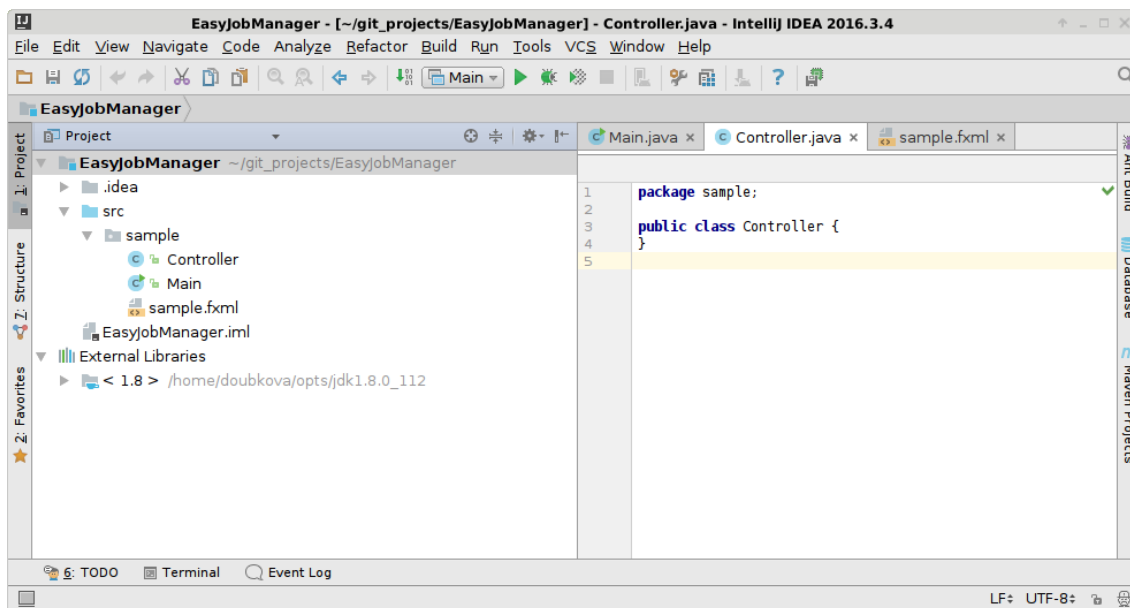 EasyJobManager - [~/git_projects/EasyJobManager] - Controller.java - IntelliJ IDEA 2016.3.4
File Edit View Navigate Code Analyze Refactor Build Run Tools VCS Window Help
Main
EasyJobManager
1: Project
Project
Main.java × Controller.java × sample.fxml ×
EasyJobManager ~/git_projects/EasyJobManager
.idea
src
sample
Controller
Main
sample.fxml
EasyJobManager.iml
External Libraries
< 1.8 > /home/doubkova/opts/jdk1.8.0_112
7: Structure
2: Favorites
1 package sample;
2
3 public class Controller {
4 }
5
Ant Build
Database
Maven Projects
6: TODO Terminal Event Log
LF÷ UTF-8÷